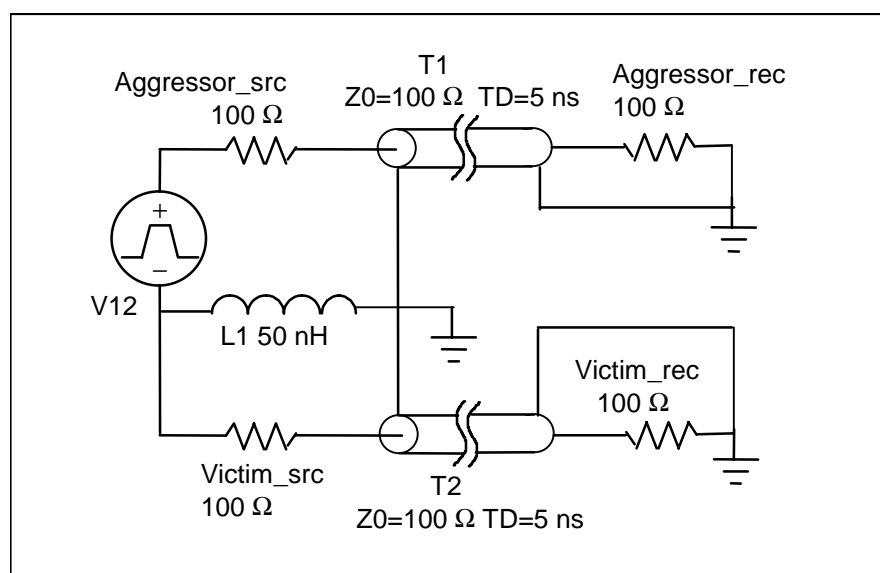 T1
Z0=100 Ω TD=5 ns
Aggressor_src
100 Ω
Aggressor_rec
100 Ω
+
−
V12
L1 50 nH
Victim_rec
100 Ω
Victim_src
100 Ω
T2
Z0=100 Ω TD=5 ns